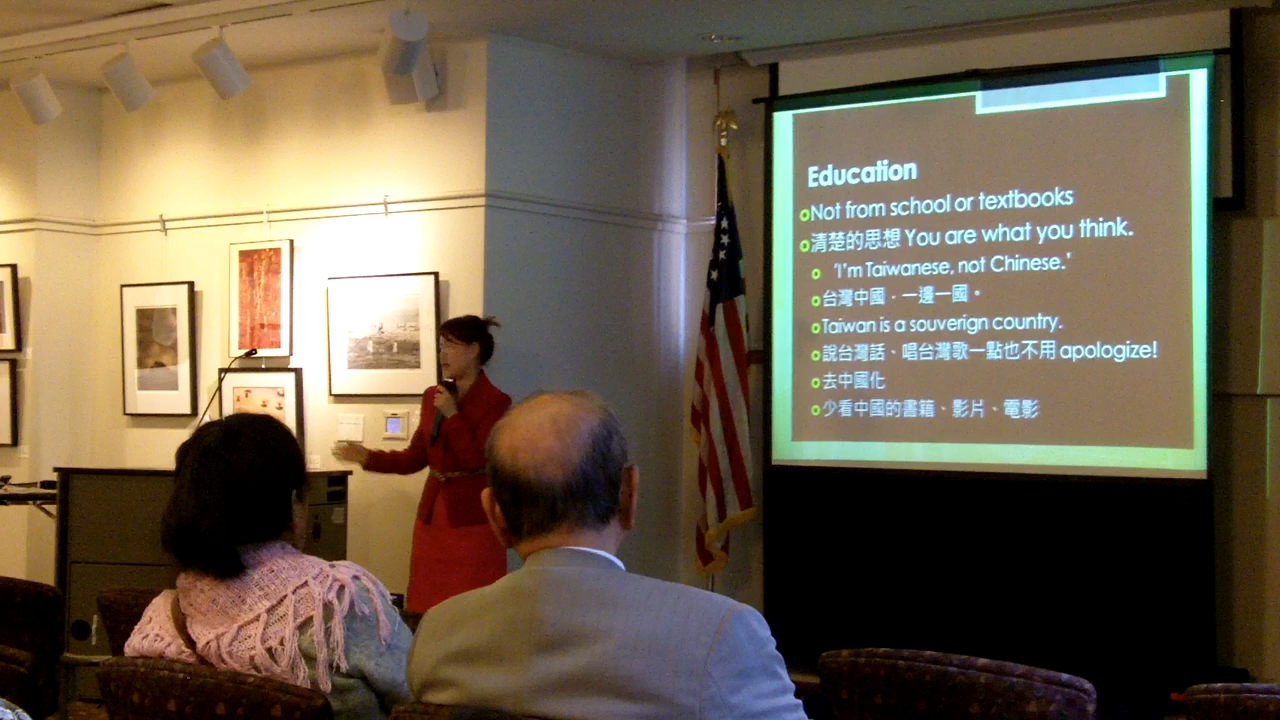 Education
Not from school or textbooks
清楚的思想 You are what you think.
‘I’m Taiwanese, not Chinese.’
台灣中國．一邊一國。
Taiwan is a souverign country.
說台灣話、唱台灣歌一點也不用 apologize!
去中國化
少看中國的書籍、影片、電影